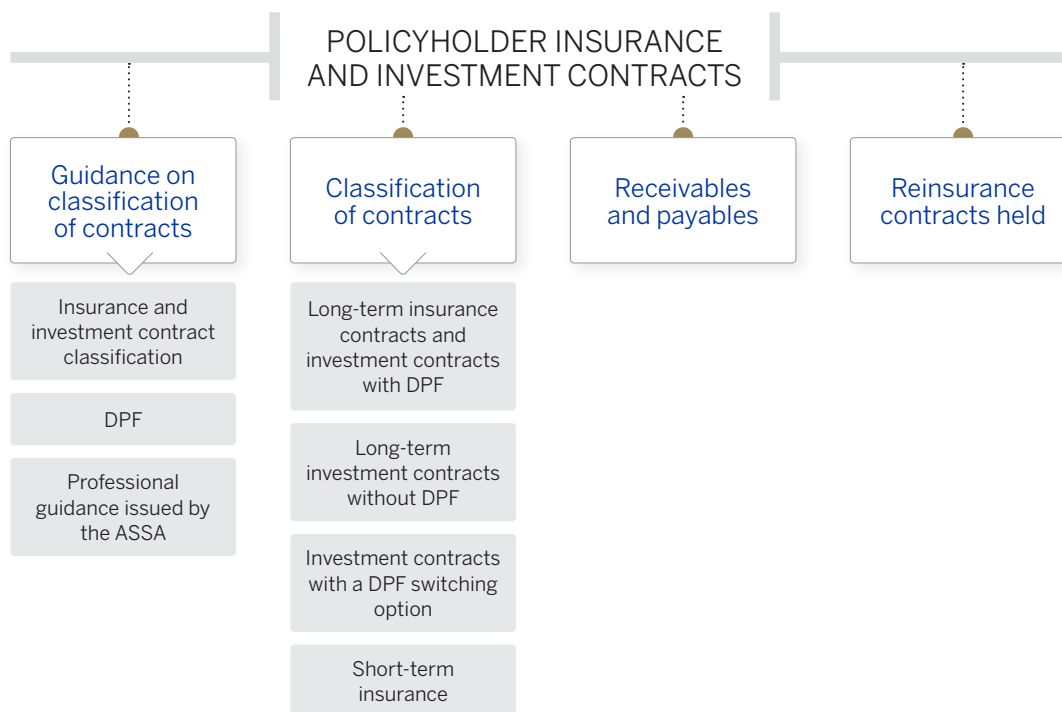 POLICYHOLDER INSURANCE
AND INVESTMENT CONTRACTS
Guidance on
classification
of contracts
Insurance and
investment contract
classification
DPF
Professional
guidance issued by
the ASSA
Classification
of contracts
Long-term insurance
contracts and
investment contracts
with DPF
Long-term
investment contracts
without DPF
Investment contracts
with a DPF switching
option
Short-term
insurance
Receivables
and payables
Reinsurance
contracts held